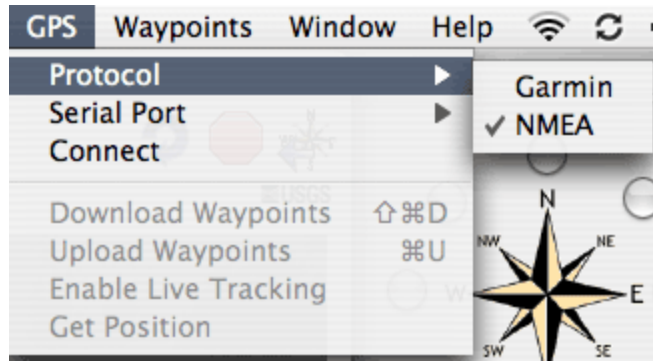 GPS Waypoints Window Help
Protocol
Garmin
Serial Port
✓ NMEA
Connect
USGS
Download Waypoints ⇧⌘D
Upload Waypoints ⌘U
Enable Live Tracking
Get Position
N
NW NE
W E
SW SE